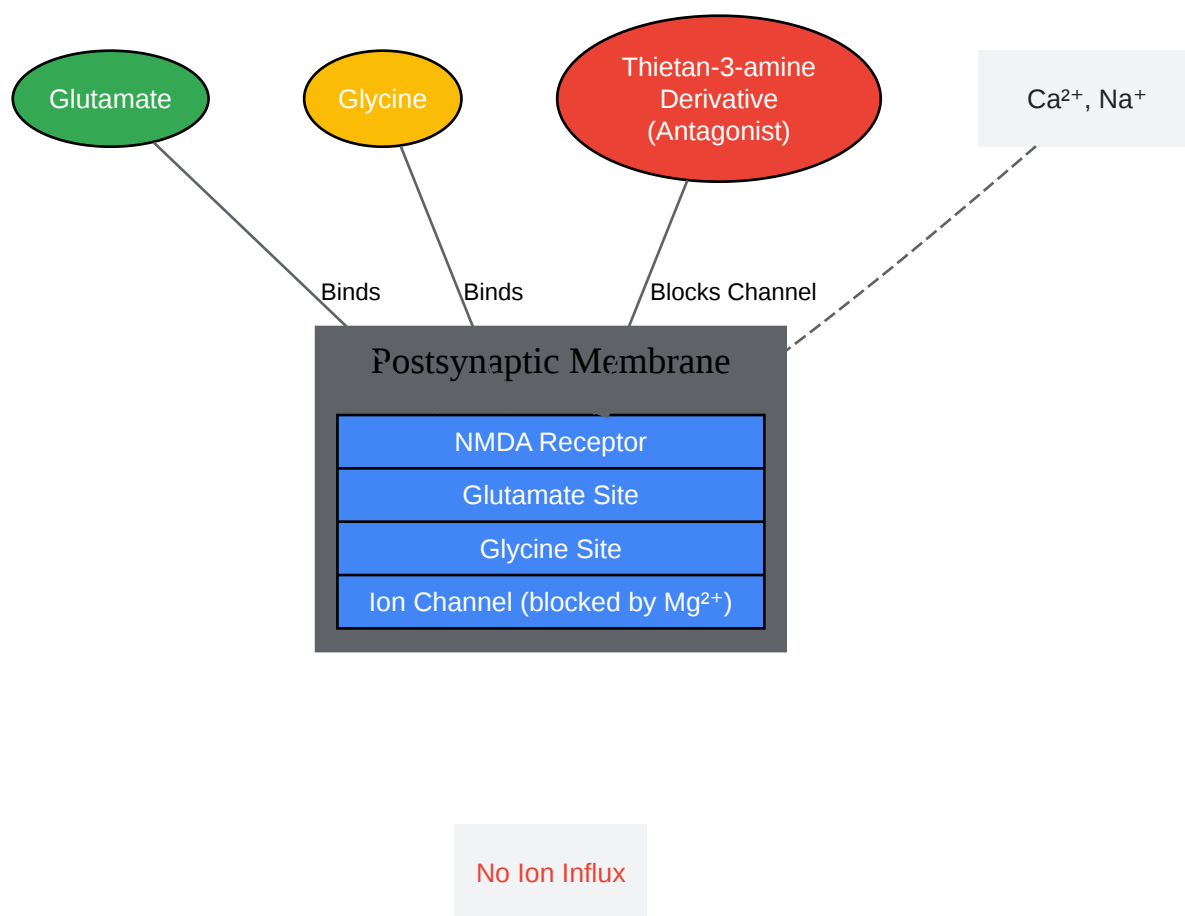 Glutamate
Glycine
Thietan-3-amine
Derivative
(Antagonist)
Ca²⁺, Na⁺
Binds
Binds
Blocks Channel
Postsynaptic Membrane
NMDA Receptor
Glutamate Site
Glycine Site
Ion Channel (blocked by Mg²⁺)
No Ion Influx